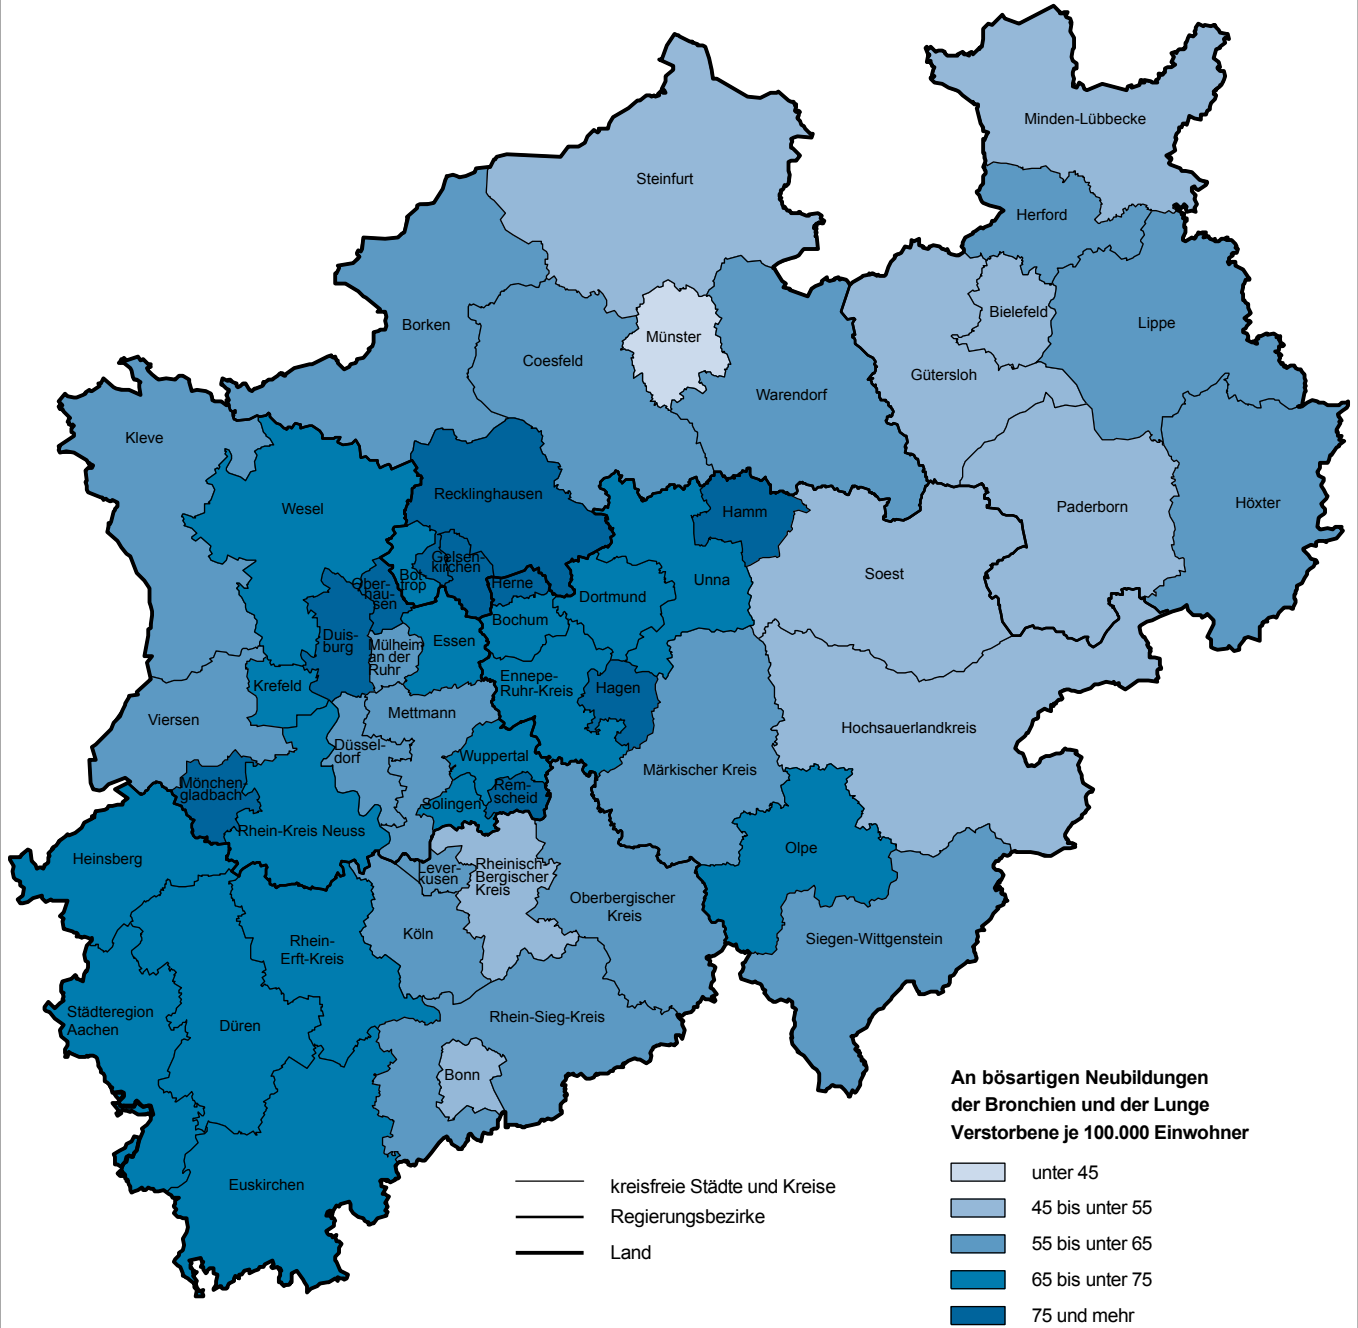 Minden-Lübbecke
Steinfurt
Herford
Bielefeld
Lippe
Borken
Münster
Coesfeld
Gütersloh
Warendorf
Kleve
Recklinghausen
Wesel
Hamm
Paderborn
Höxter
Gelsen-
kirchen
Bot-
trop
Ober-
hau-
sen
Herne
Soest
Unna
Dortmund
Bochum
Duis-
burg
Mülheim
an der
Ruhr
Essen
Ennepe-
Ruhr-Kreis
Hagen
Krefeld
Viersen
Mettmann
Hochsauerlandkreis
Düssel-
dorf
Wuppertal
Märkischer Kreis
Mönchen-
gladbach
Rem-
scheid
Solingen
Rhein-Kreis Neuss
Heinsberg
Olpe
Lever-
kusen
Rheinisch-
Bergischer
Kreis
Oberbergischer
Kreis
Köln
Siegen-Wittgenstein
Rhein-
Erft-Kreis
Städteregion
Aachen
Düren
Rhein-Sieg-Kreis
Bonn
Euskirchen
kreisfreie Städte und Kreise
Regierungsbezirke
Land
An bösartigen Neubildungen
der Bronchien und der Lunge
Verstorbene je 100.000 Einwohner
unter 45
45 bis unter 55
55 bis unter 65
65 bis unter 75
75 und mehr